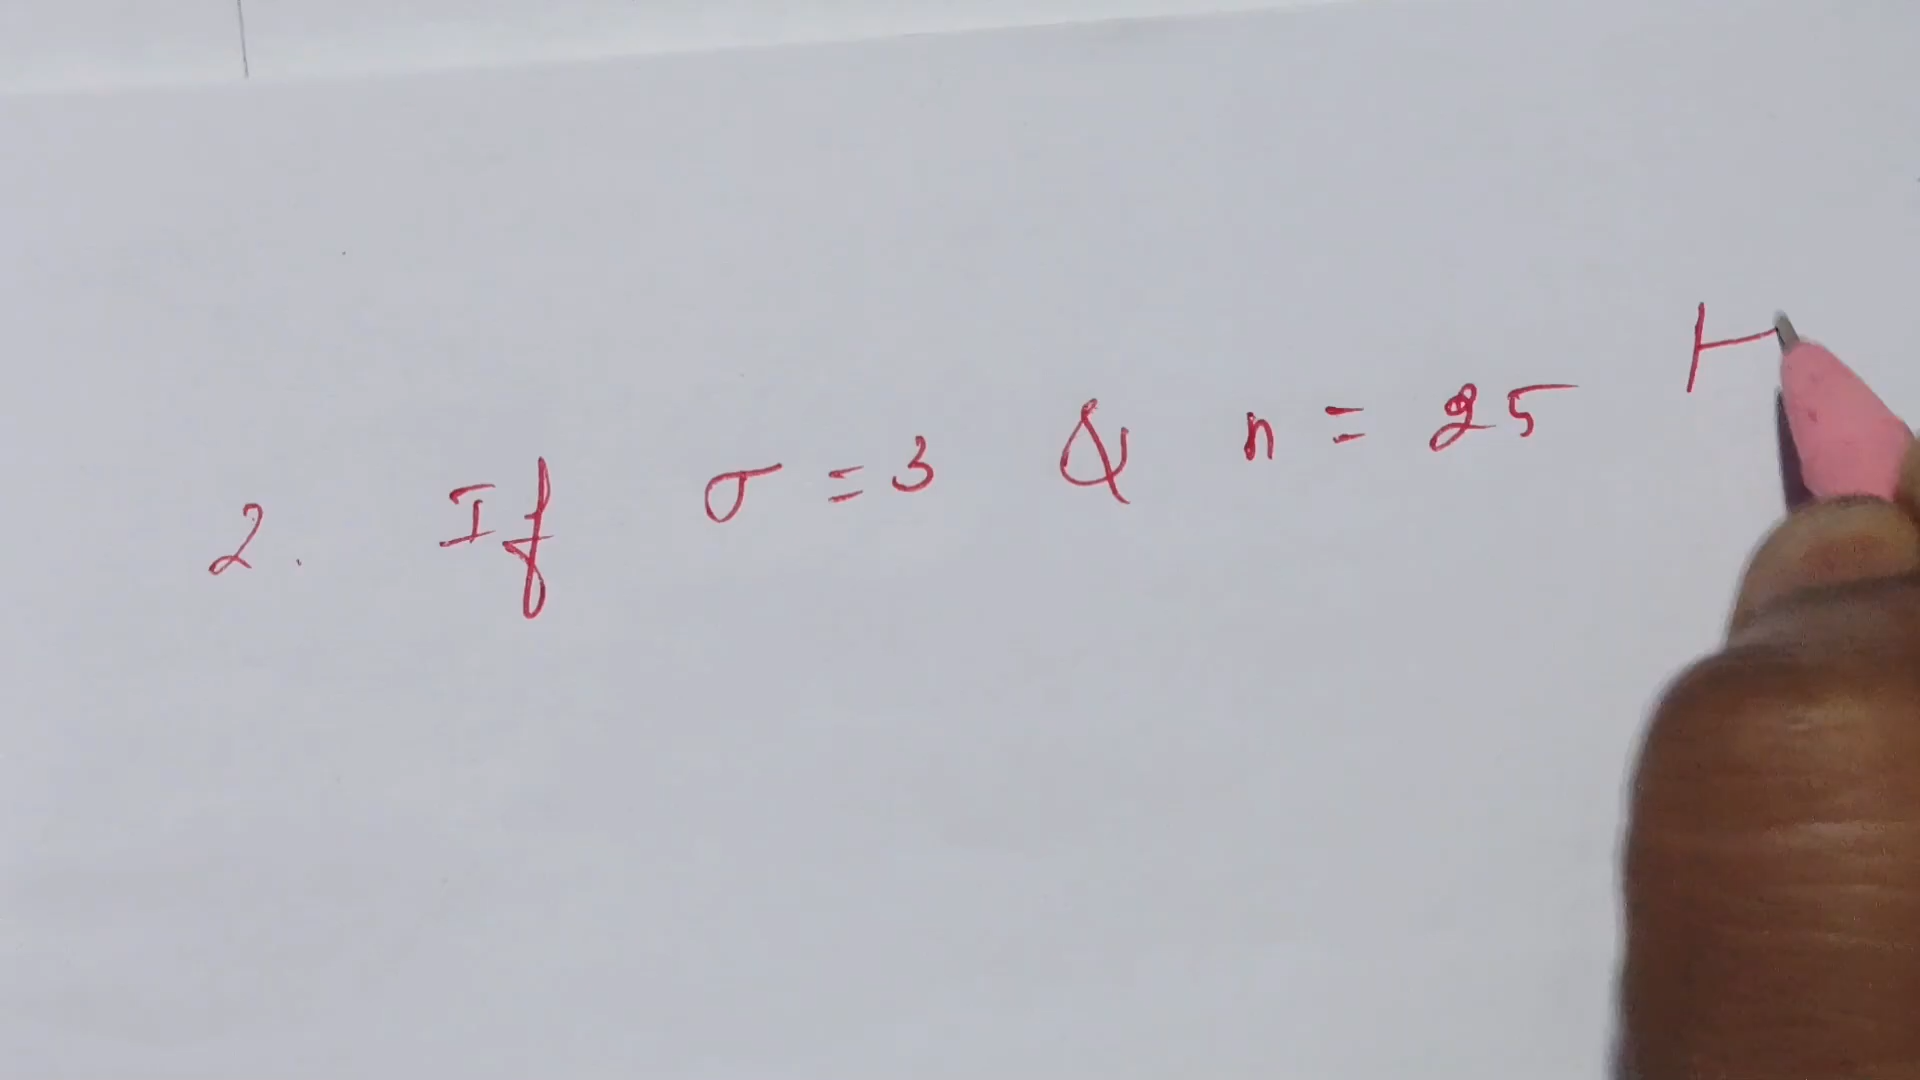 2. If σ = 3 & n = 25